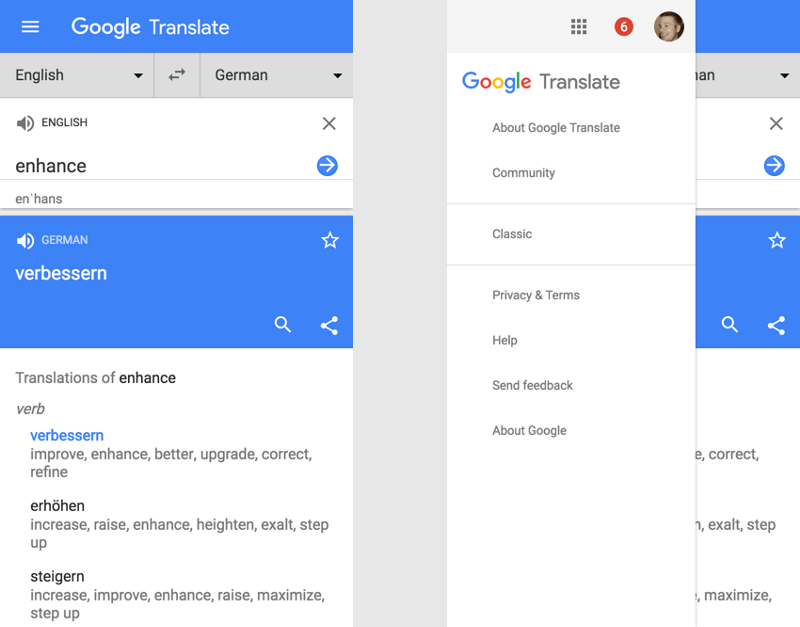 Google Translate
English
German
ENGLISH
enhance
enˈhans
GERMAN
verbessern
Translations of enhance
verb
verbessern
improve, enhance, better, upgrade, correct,
refine
erhöhen
increase, raise, enhance, heighten, exalt, step
up
steigern
increase, improve, enhance, raise, maximize,
step up
6
Google Translate
About Google Translate
Community
Classic
Privacy & Terms
Help
Send feedback
About Google
an
e, correct,
n, exalt, step
e, maximize,